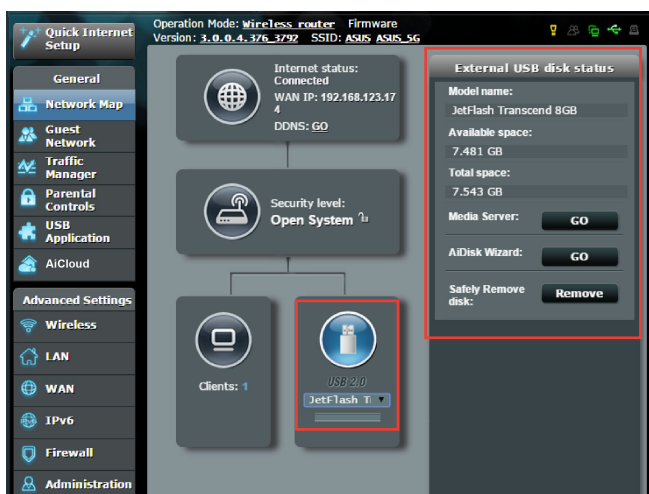 Quick Internet
Setup
General
Network Map
Guest
Network
Traffic
Manager
Parental
Controls
USB
Application
AiCloud
Advanced Settings
Wireless
LAN
WAN
IPv6
Firewall
Administration
Operation Mode: Wireless router Firmware
Version: 3.0.0.4.376_3792 SSID: ASUS ASUS_5G
Internet status:
Connected
WAN IP: 192.168.123.17
4
DDNS: GO
Security level:
Open System
Clients: 1
USB 2.0
JetFlash T
External USB disk status
Model name:
JetFlash Transcend 8GB
Available space:
7.481 GB
Total space:
7.543 GB
Media Server: GO
AiDisk Wizard: GO
Safely Remove
disk: Remove